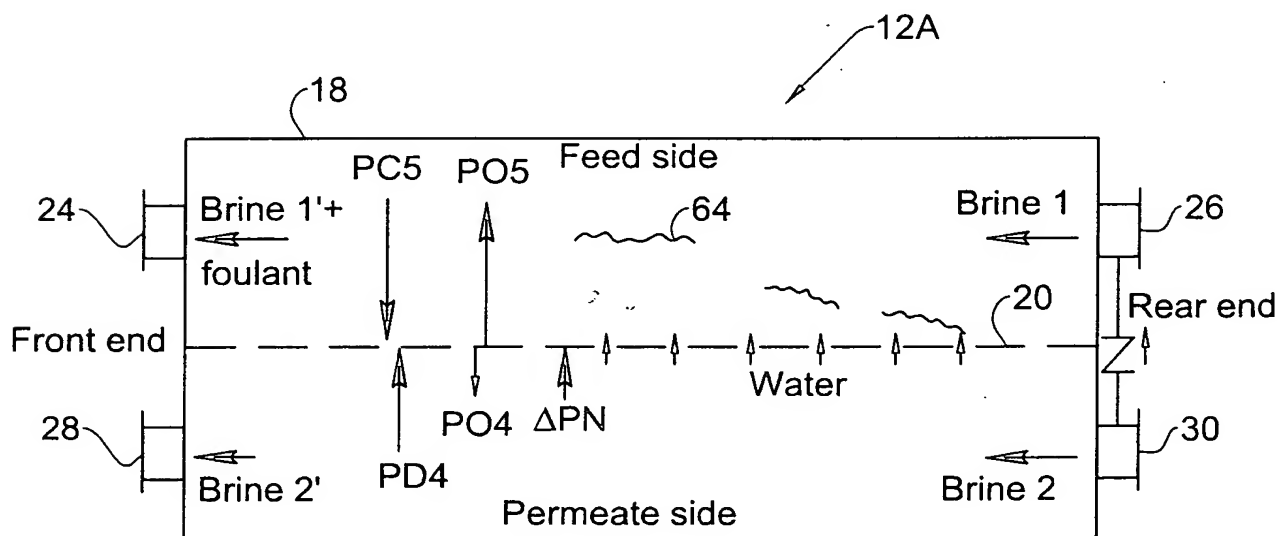 12A
18
Feed side
PC5 PO5
24 Brine 1'+ 64 Brine 1 26
foulant
20 Rear end
Front end
Water
28 PO4 ΔPN 30
PD4
Brine 2' Brine 2
Permeate side